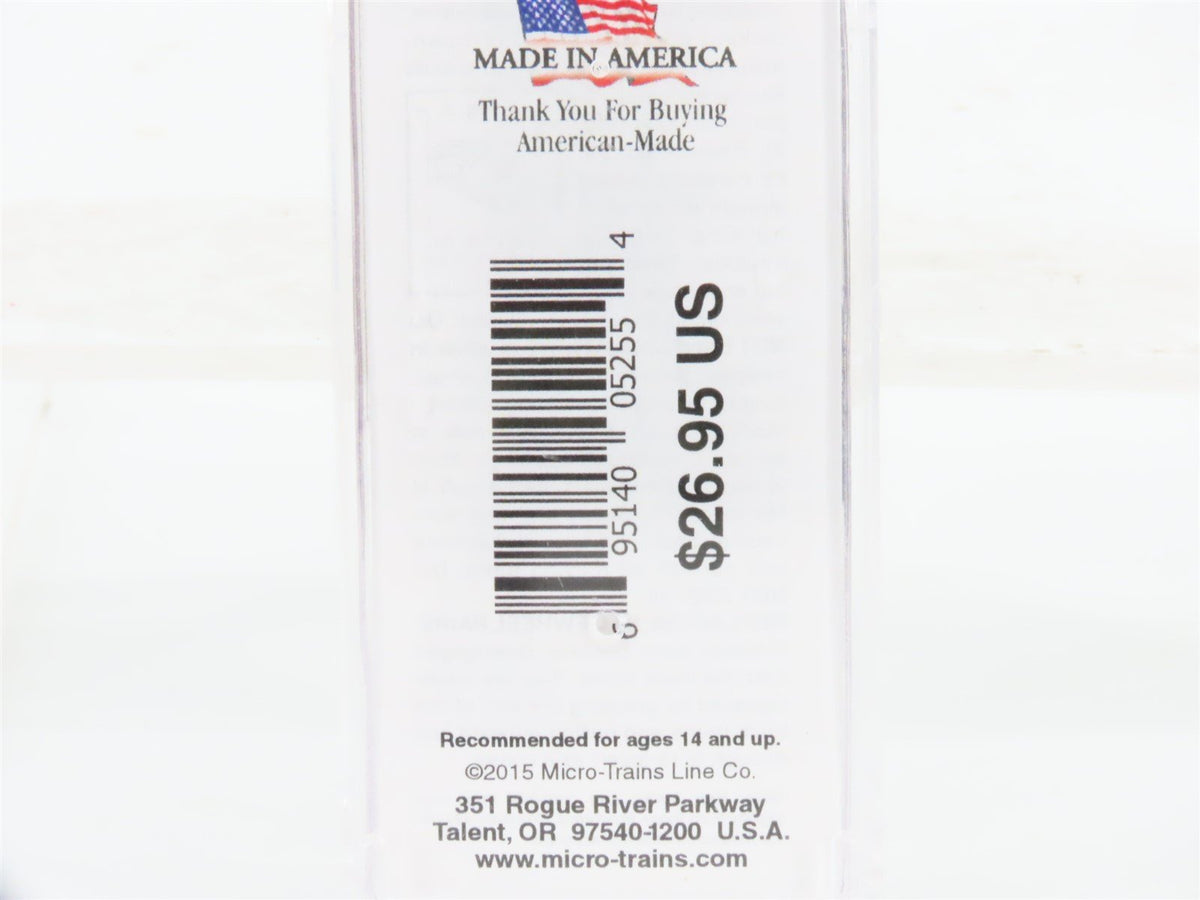 MADE IN AMERICA
Thank You For Buying
American-Made
95140 05255 4
$26.95 US
Recommended for ages 14 and up.
©2015 Micro-Trains Line Co.
351 Rogue River Parkway
Talent, OR 97540-1200 U.S.A.
www.micro-trains.com